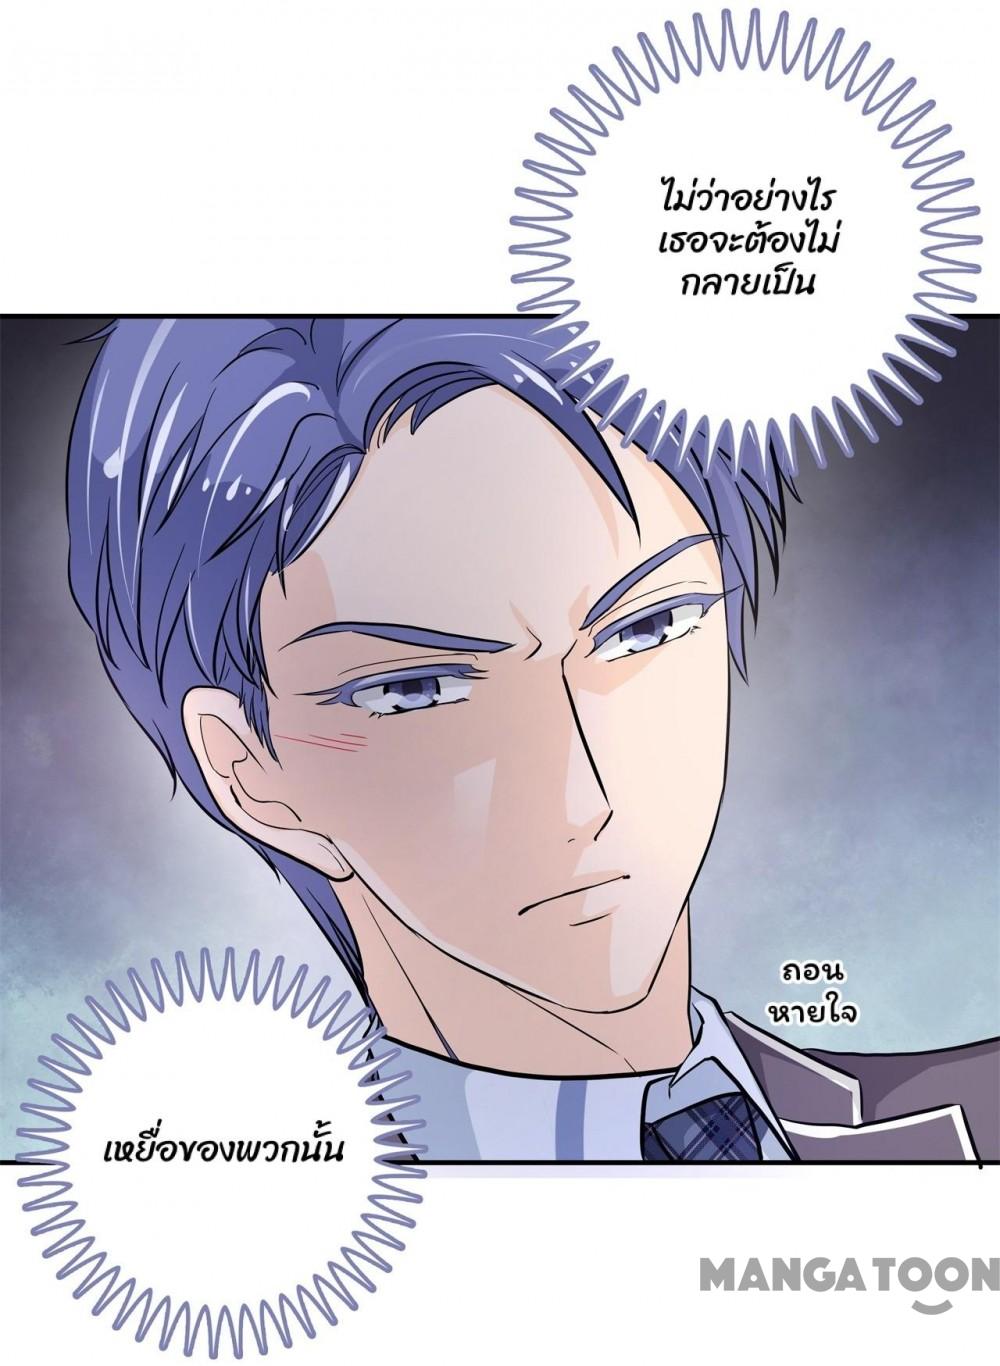 ไม่ว่าอย่างไร
เธอจะต้องไม่
กลายเป็น
ถอน
หายใจ
เหยื่อของพวกนั้น
MANGATOON